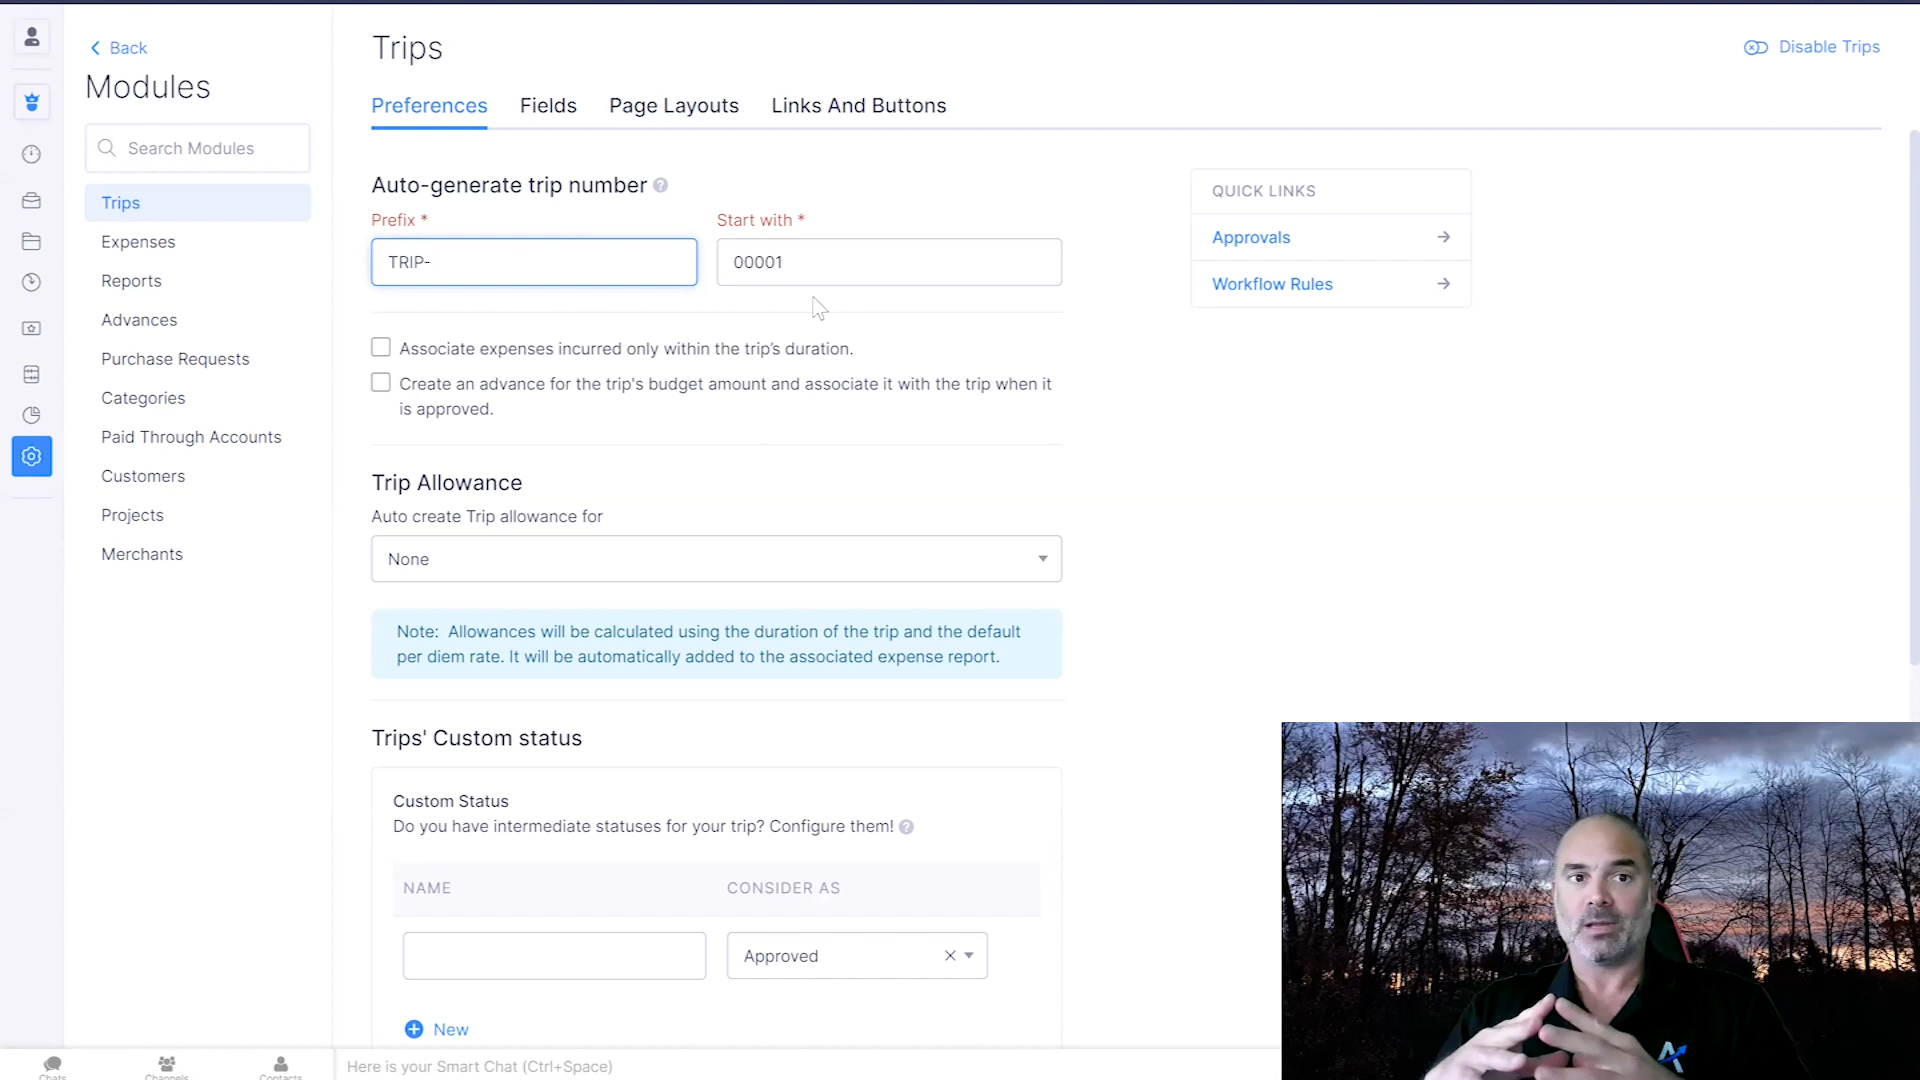 Back
Modules
Search Modules
Trips
Expenses
Reports
Advances
Purchase Requests
Categories
Paid Through Accounts
Customers
Projects
Merchants
Trips
Disable Trips
Preferences
Fields
Page Layouts
Links And Buttons
Auto-generate trip number
Prefix *
Start with *
TRIP-
00001
Associate expenses incurred only within the trip's duration.
Create an advance for the trip's budget amount and associate it with the trip when it
is approved.
Trip Allowance
Auto create Trip allowance for
None
Note: Allowances will be calculated using the duration of the trip and the default
per diem rate. It will be automatically added to the associated expense report.
Trips' Custom status
Custom Status
Do you have intermediate statuses for your trip? Configure them!
NAME
CONSIDER AS
Approved
New
QUICK LINKS
Approvals
Workflow Rules
Chats
Channels
Contacts
Here is your Smart Chat (Ctrl+Space)